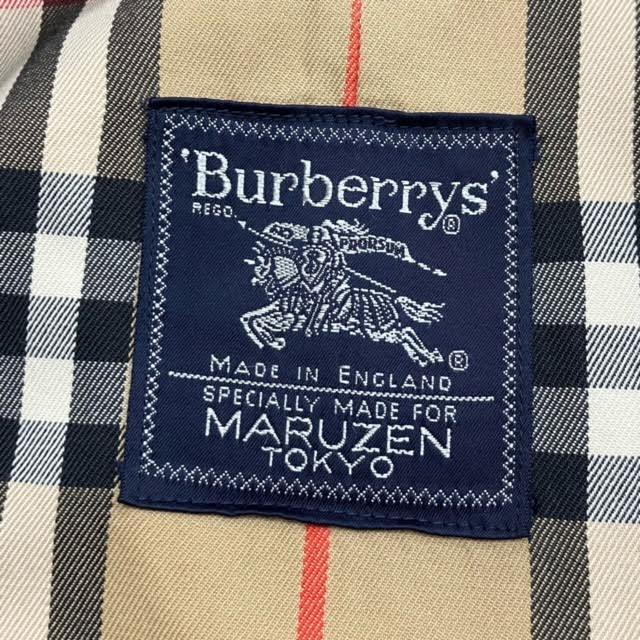 'Burberrys'®
REGD.
PRORSUM
®
MADE IN ENGLAND
SPECIALLY MADE FOR
MARUZEN
TOKYO